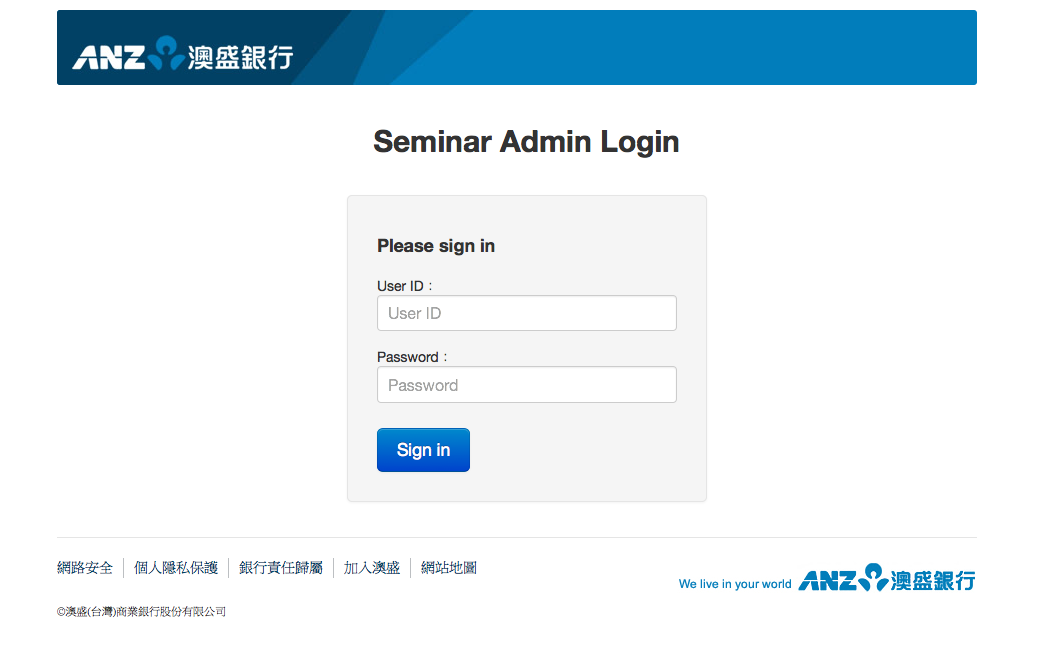 ANZ 澳盛銀行
Seminar Admin Login
Please sign in
User ID：
User ID
Password：
Password
Sign in
網路安全 個人隱私保護 銀行責任歸屬 加入澳盛 網站地圖
We live in your world ANZ 澳盛銀行
©澳盛(台灣)商業銀行股份有限公司